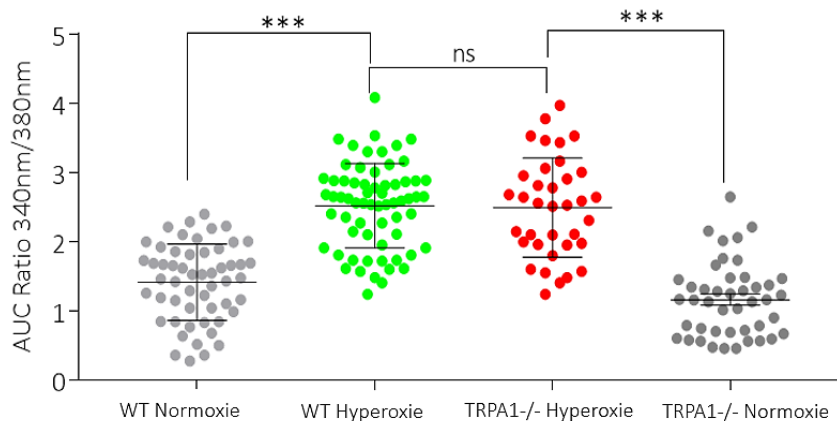 ***
ns
***
AUC Ratio 340nm/380nm
5
4
3
2
1
0
WT Normoxie
WT Hyperoxie
TRPA1-/- Hyperoxie
TRPA1-/- Normoxie